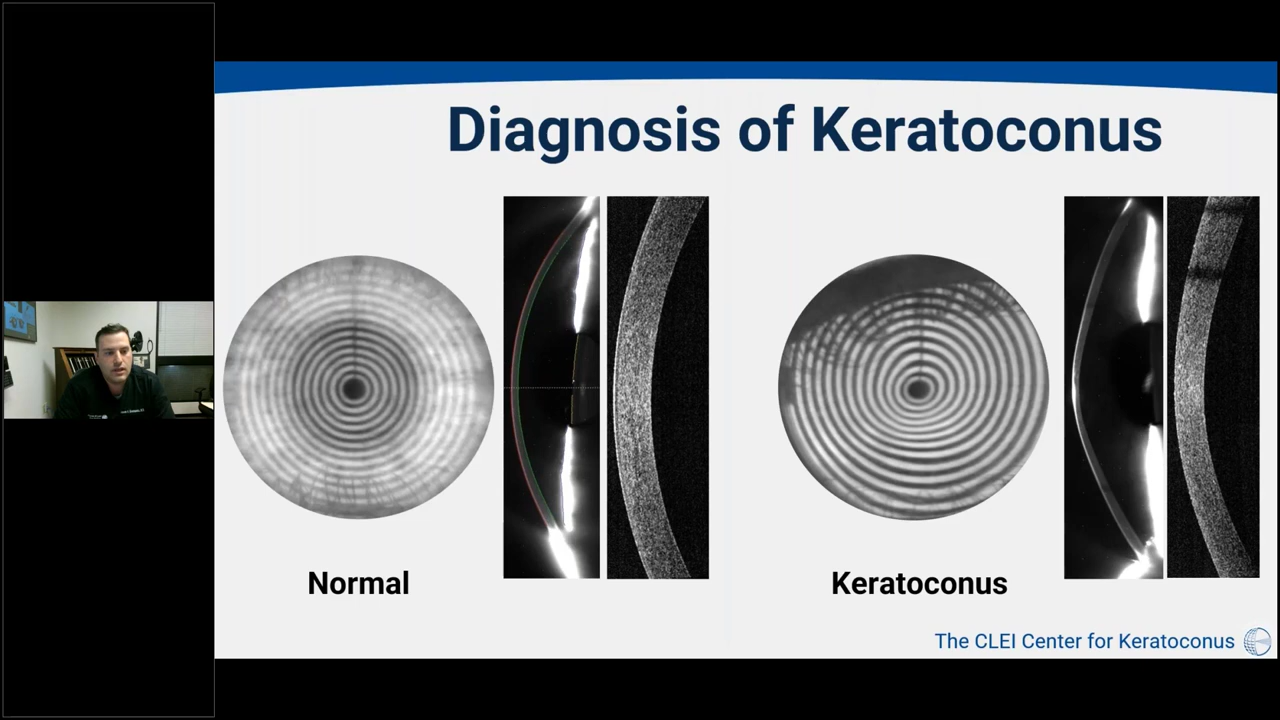 Diagnosis of Keratoconus
Normal
Keratoconus
The CLEI Center for Keratoconus